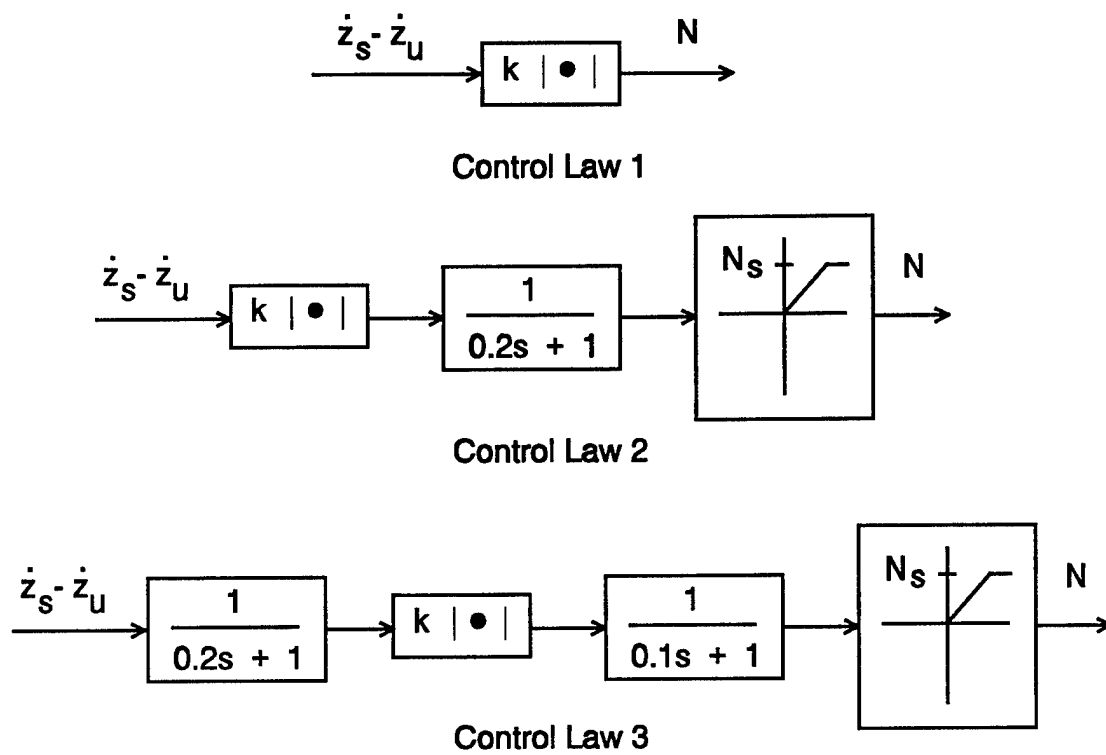 ż_s - ż_u
N
k | ● |
Control Law 1
ż_s - ż_u
k | ● |
1
0.2s + 1
N_s
N
Control Law 2
ż_s - ż_u
1
0.2s + 1
k | ● |
1
0.1s + 1
N_s
N
Control Law 3